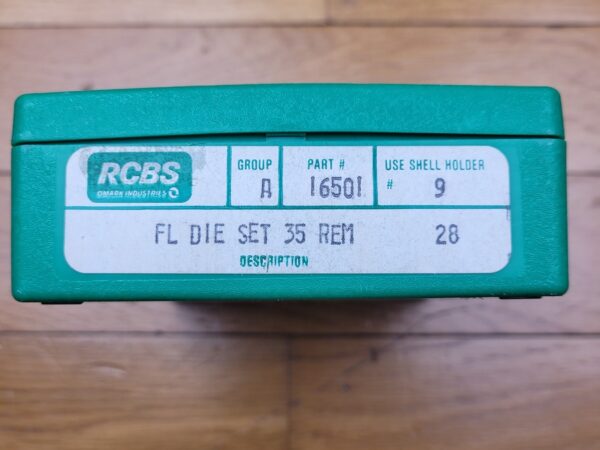 RCBS
OMARK INDUSTRIES
GROUP
A
PART #
16501
USE SHELL HOLDER
# 9
FL DIE SET 35 REM 28
DESCRIPTION